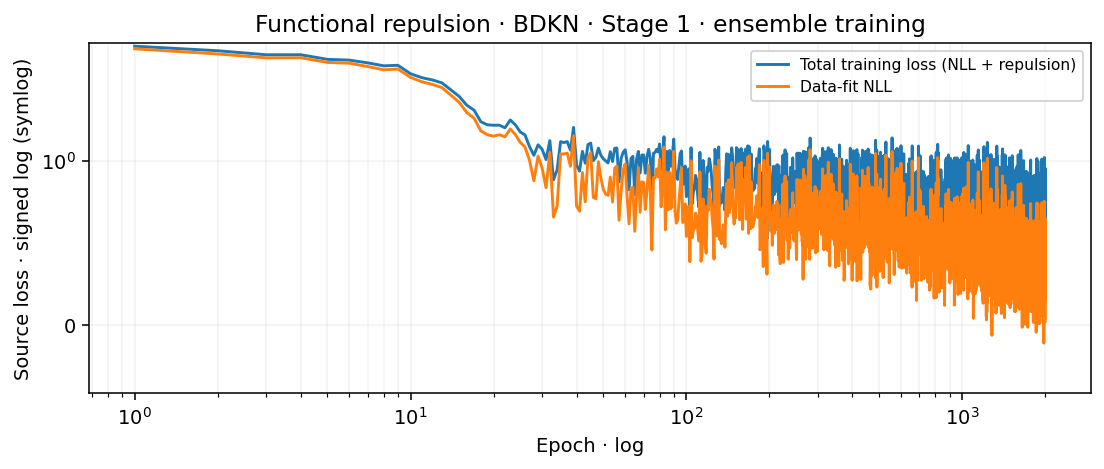 Functional repulsion · BDKN · Stage 1 · ensemble training
Total training loss (NLL + repulsion)
Data-fit NLL
Source loss · signed log (symlog)
10⁰
0
10⁰
10¹
10²
10³
Epoch · log